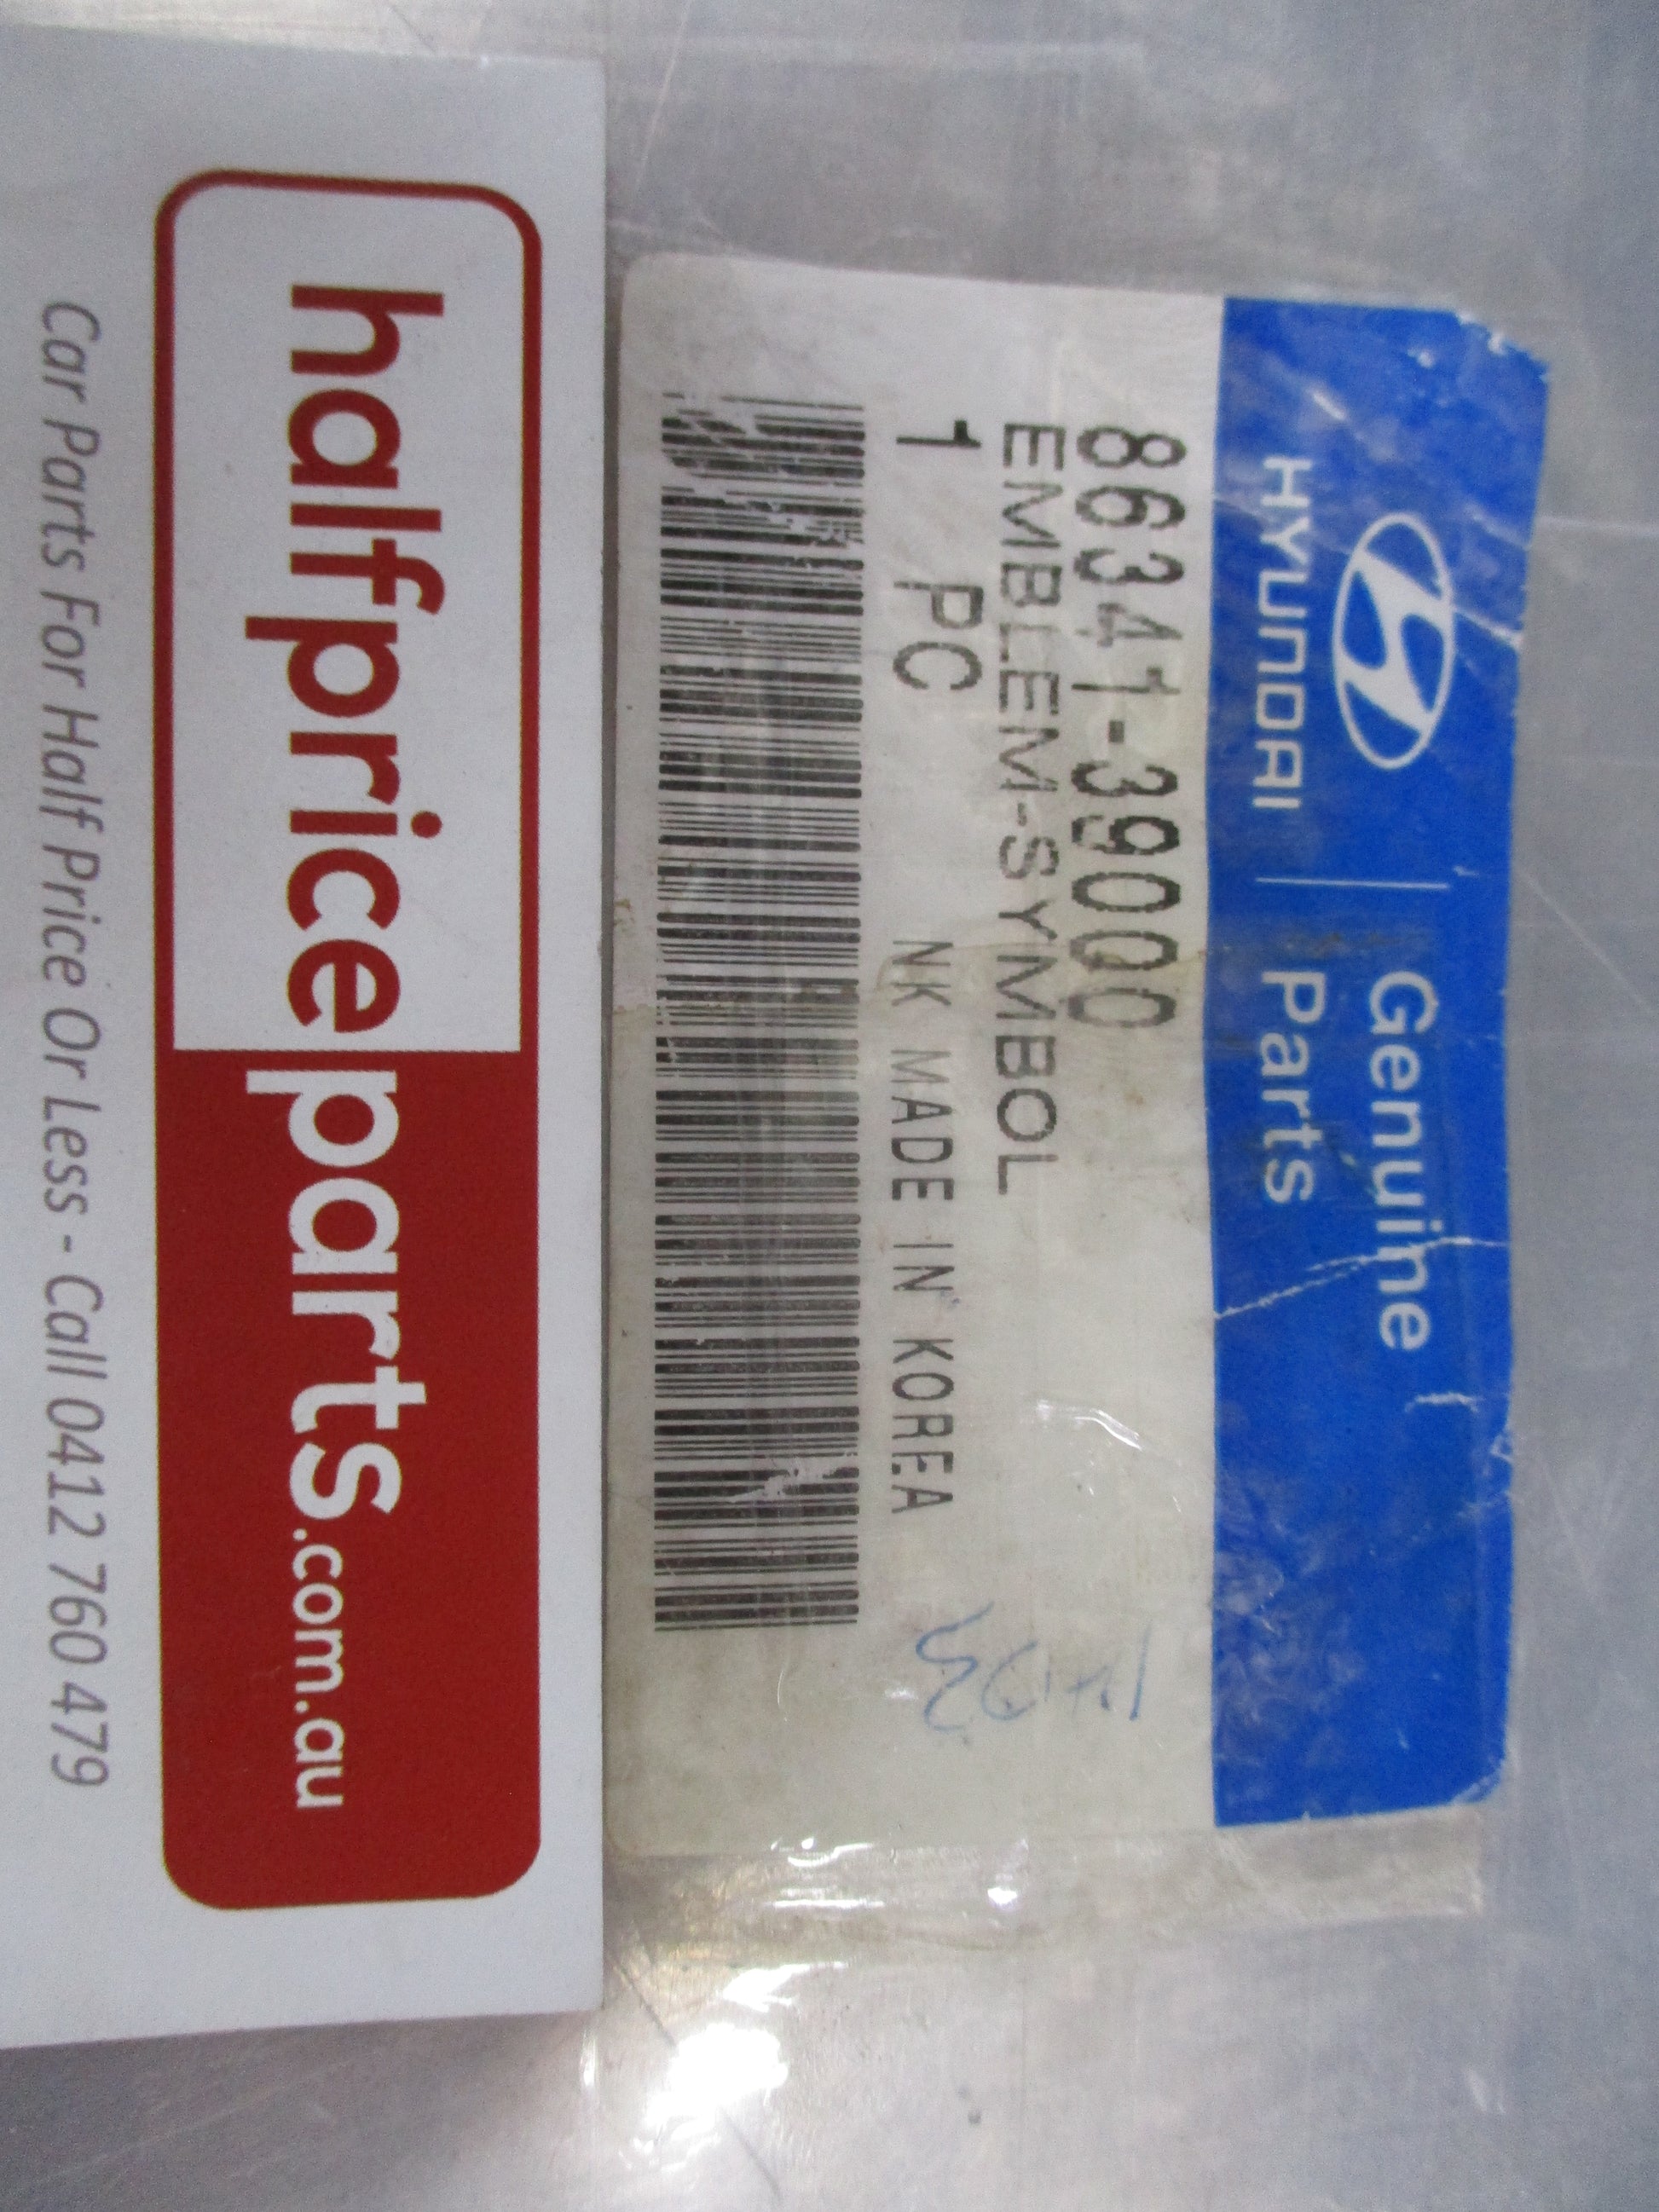 HYUNDAI
Genuine
Parts
86341-39000
EMBLEM-SYMBOL
1 PC
NK MADE IN KOREA
halfpriceparts.com.au
Car Parts For Half Price Or Less - Call 0412 760 479